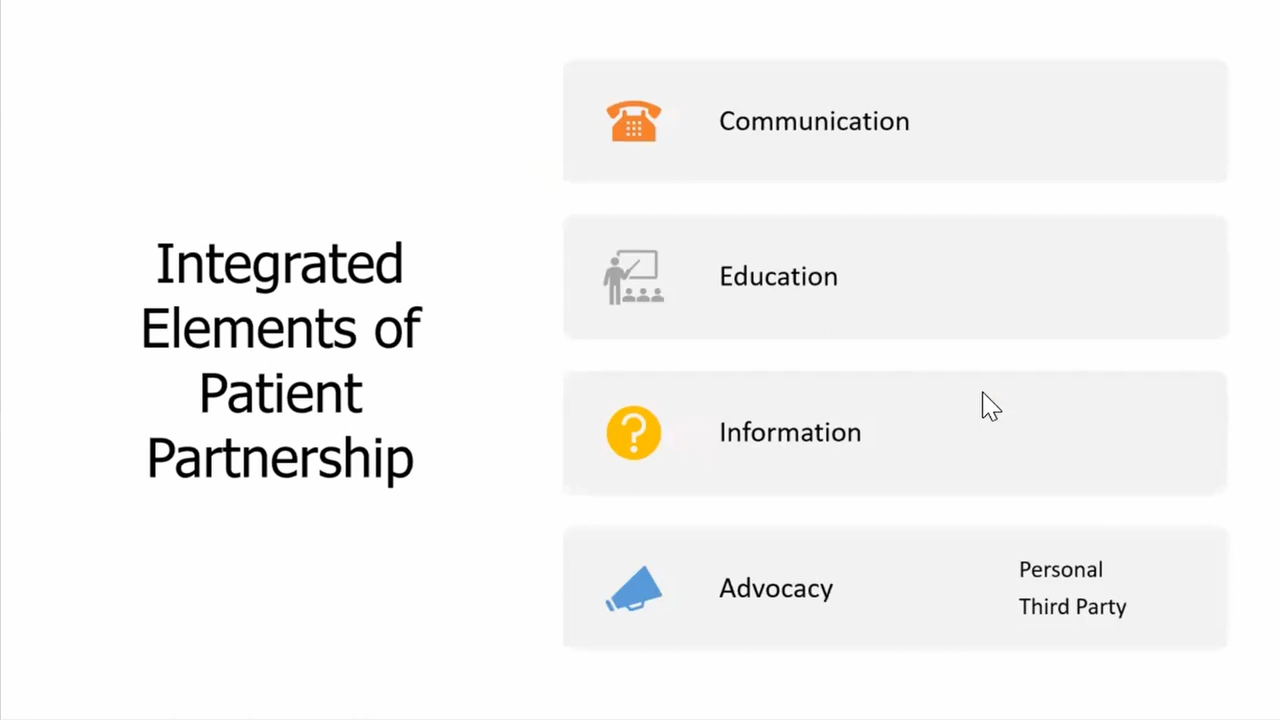 Integrated
Elements of
Patient
Partnership
Communication
Education
Information
Advocacy
Personal
Third Party